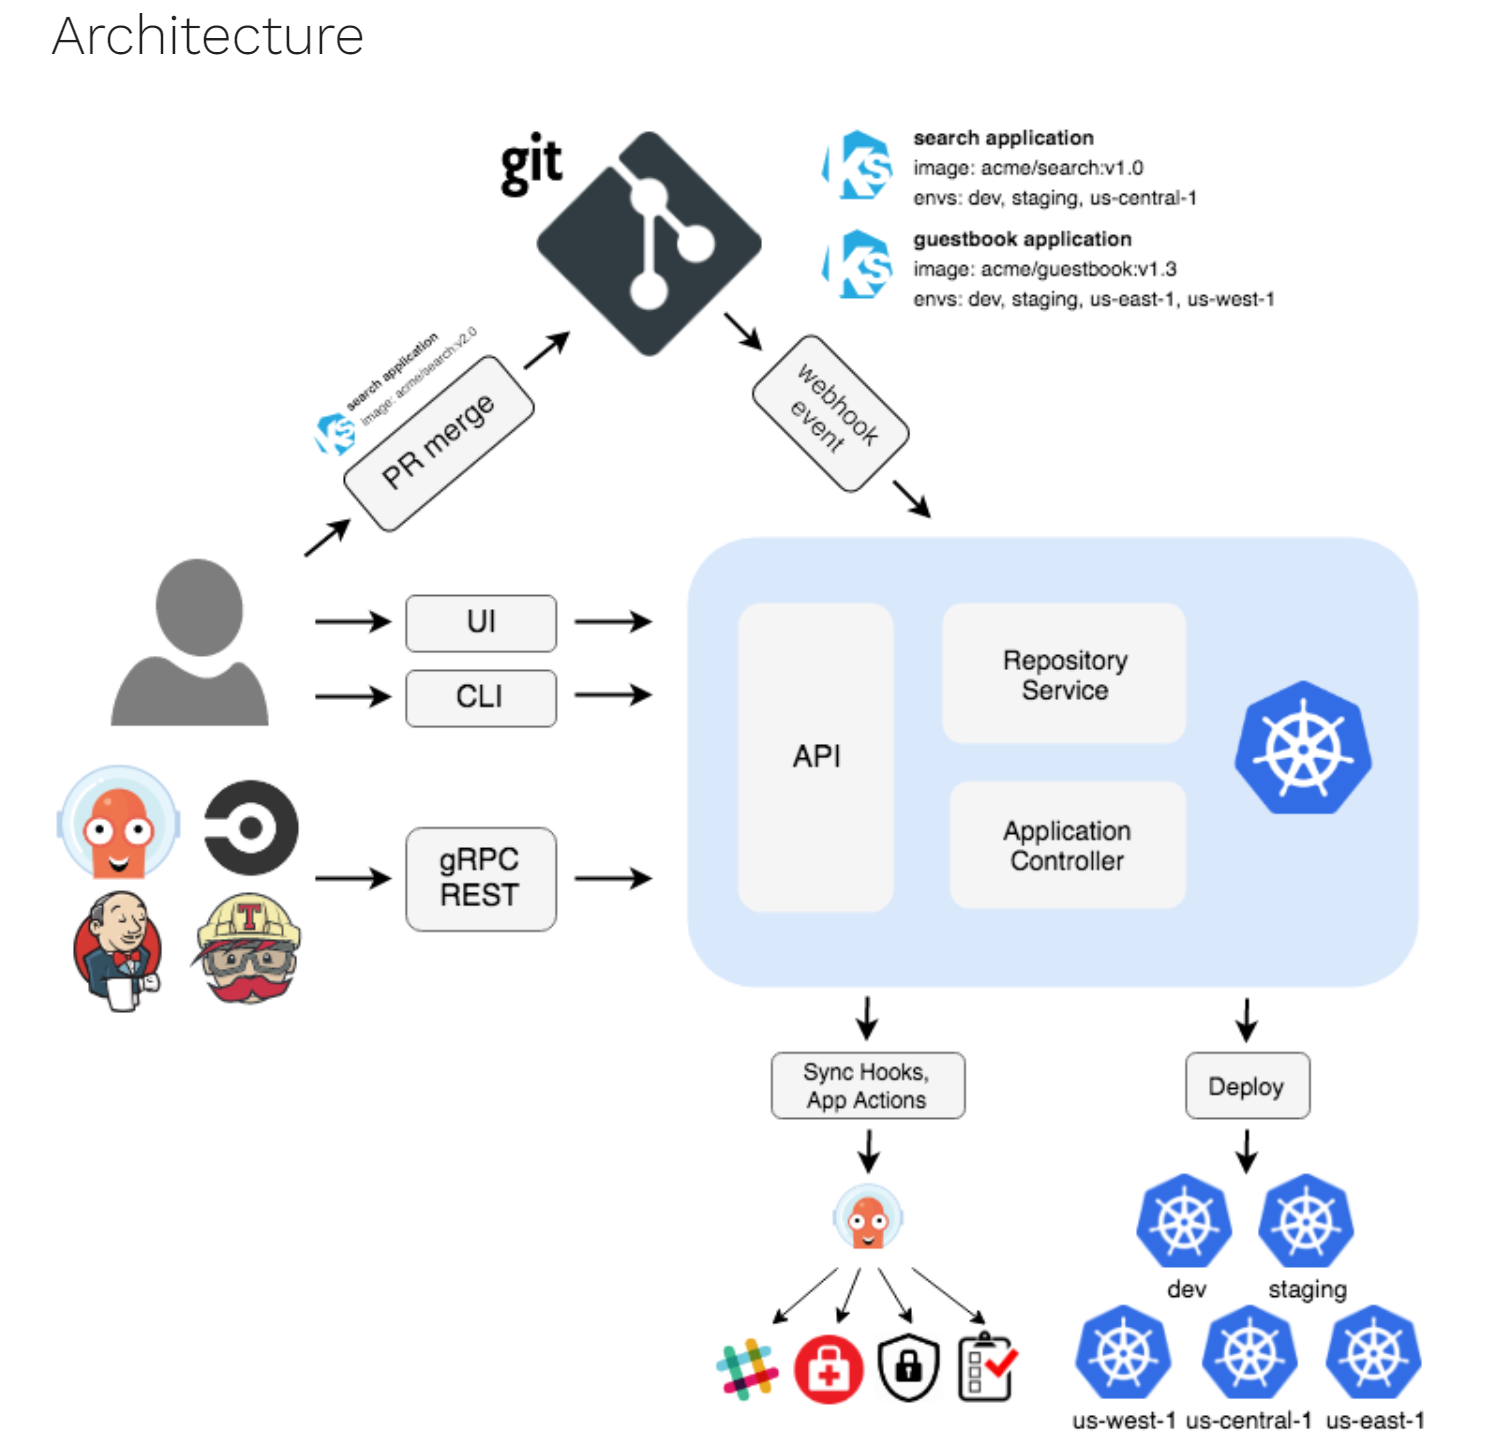 Architecture
git
search application
image: acme/search:v1.0
envs: dev, staging, us-central-1
guestbook application
image: acme/guestbook:v1.3
envs: dev, staging, us-east-1, us-west-1
search application
image: acme/search:v2.0
PR merge
webhook
event
UI
CLI
gRPC
REST
API
Repository
Service
Application
Controller
Sync Hooks,
App Actions
Deploy
dev
staging
us-west-1
us-central-1
us-east-1
Ks
Ks
Ks
T